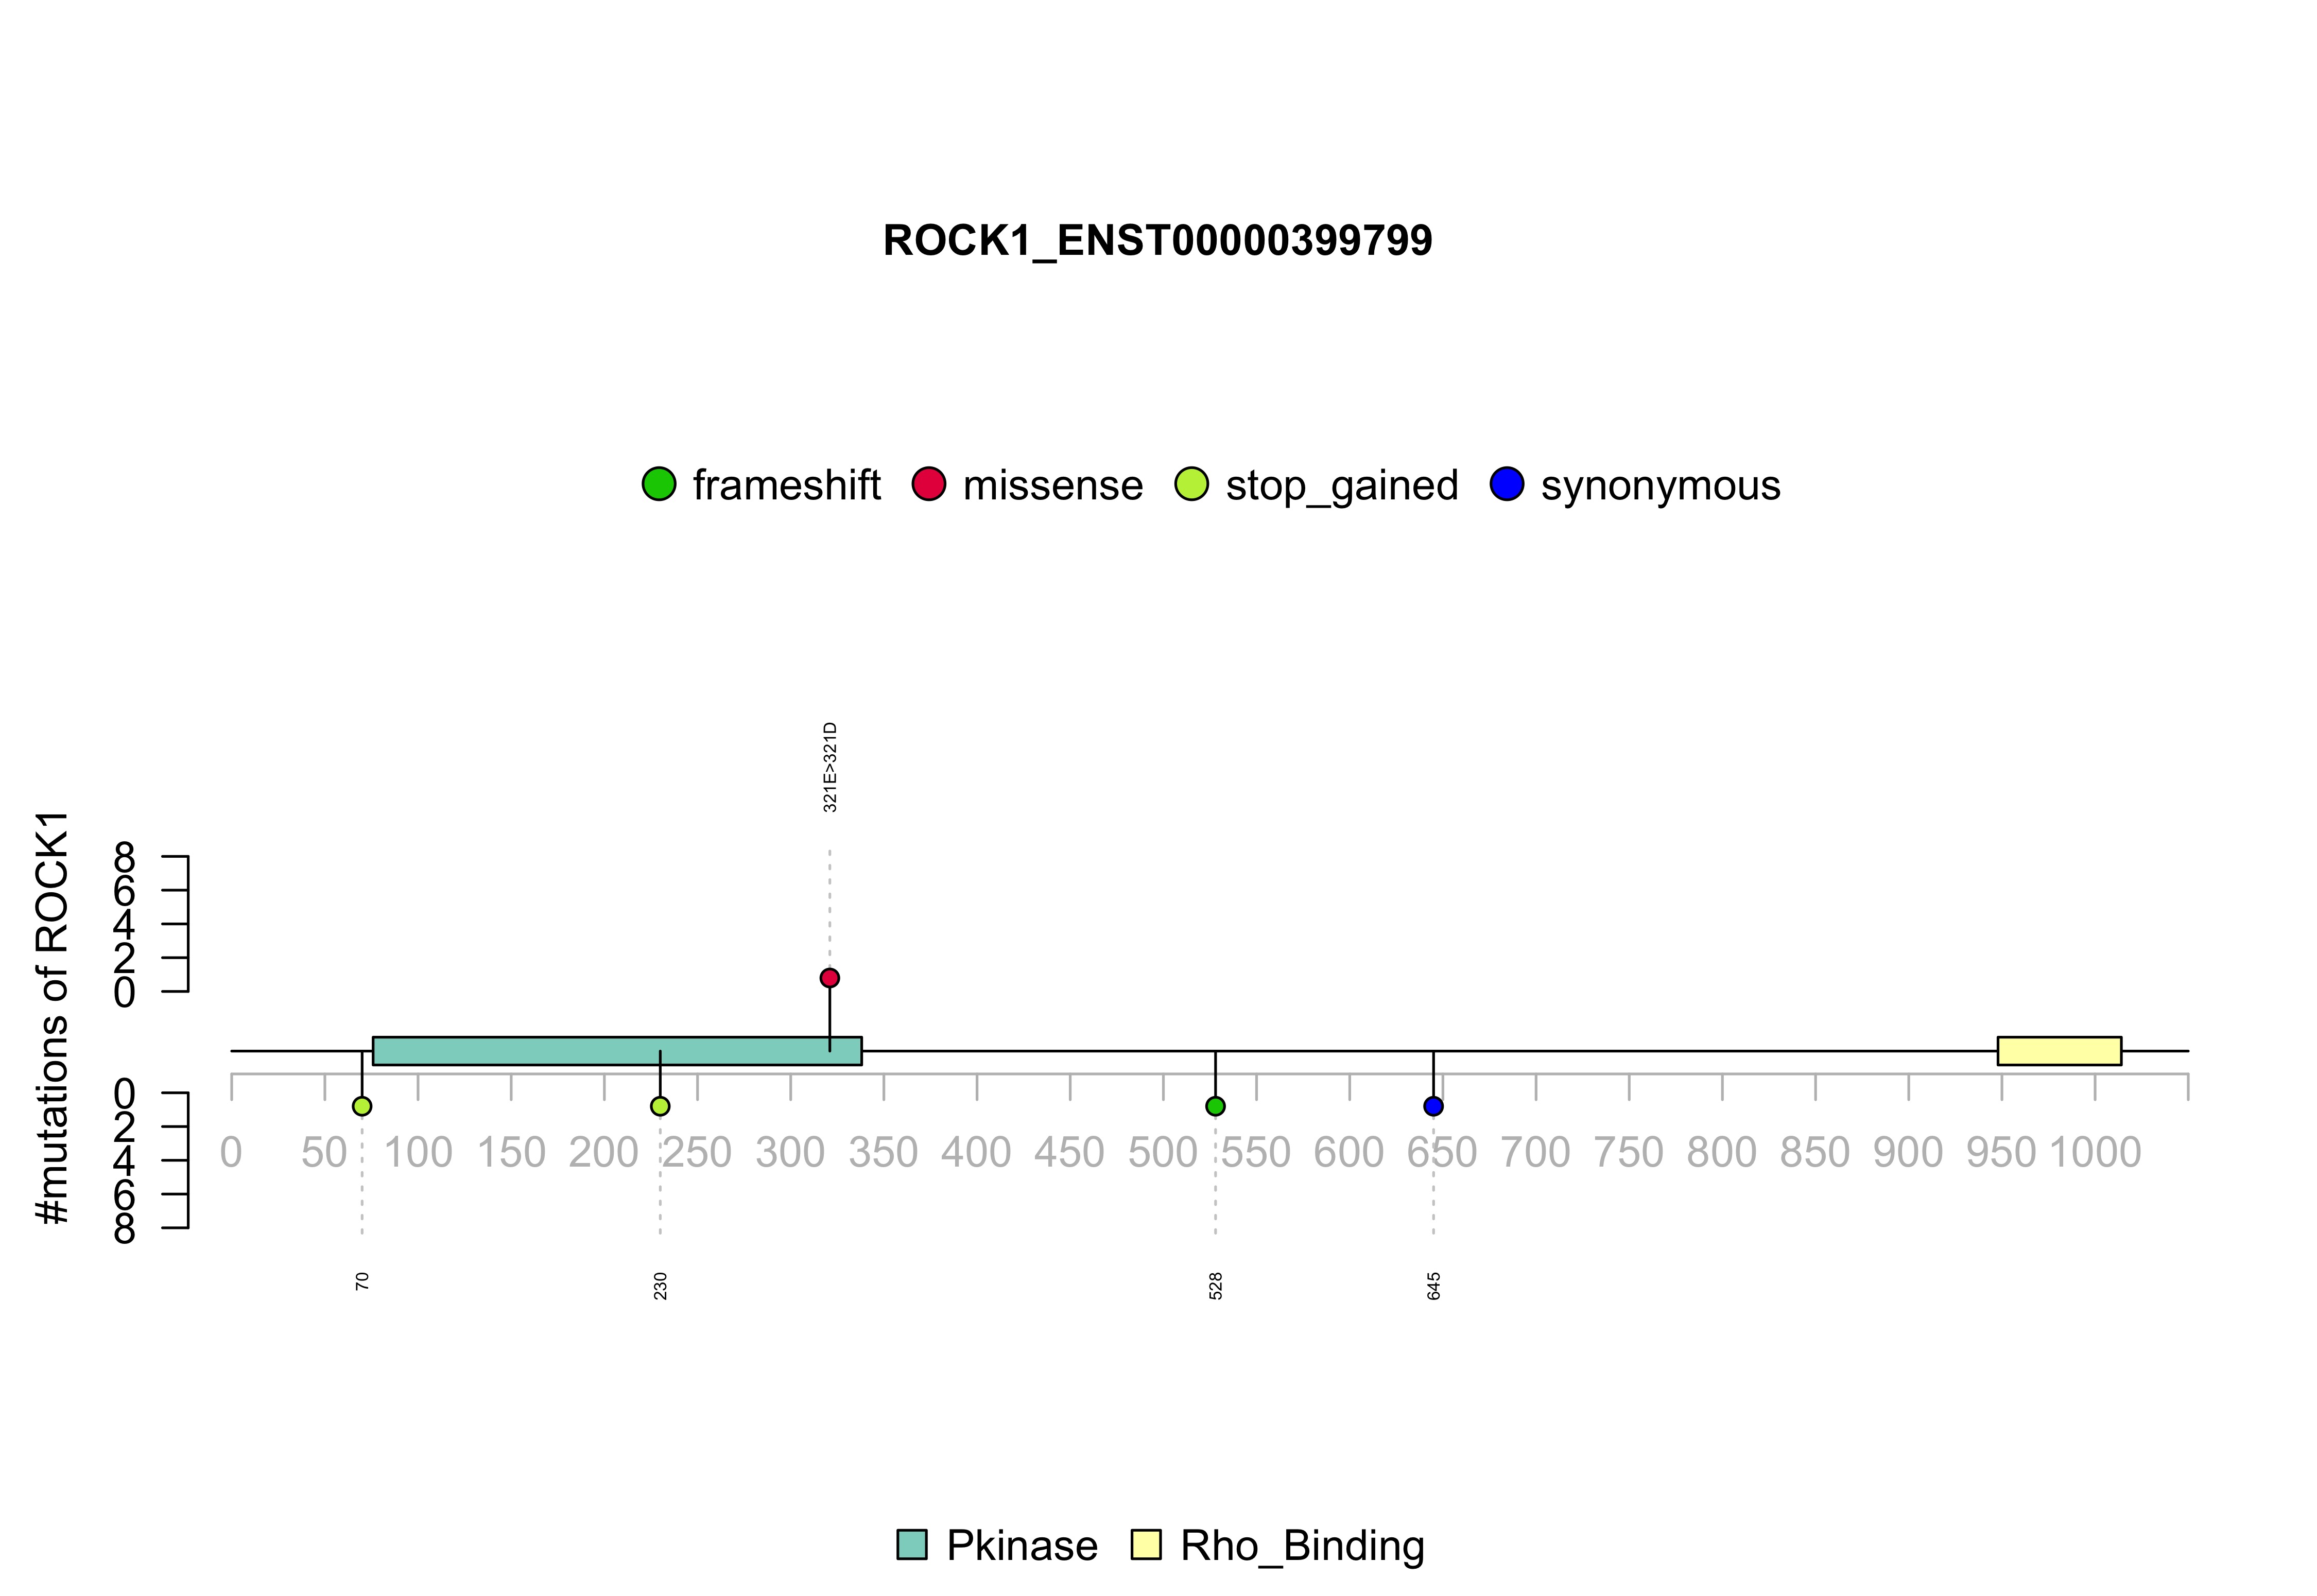 ROCK1_ENST00000399799
frameshift missense stop_gained synonymous
321E>321D
#mutations of ROCK1
8
6
4
2
0
0
2
4
6
8
0 50 100 150 200 250 300 350 400 450 500 550 600 650 700 750 800 850 900 950 1000
70 230 528 645
Pkinase Rho_Binding